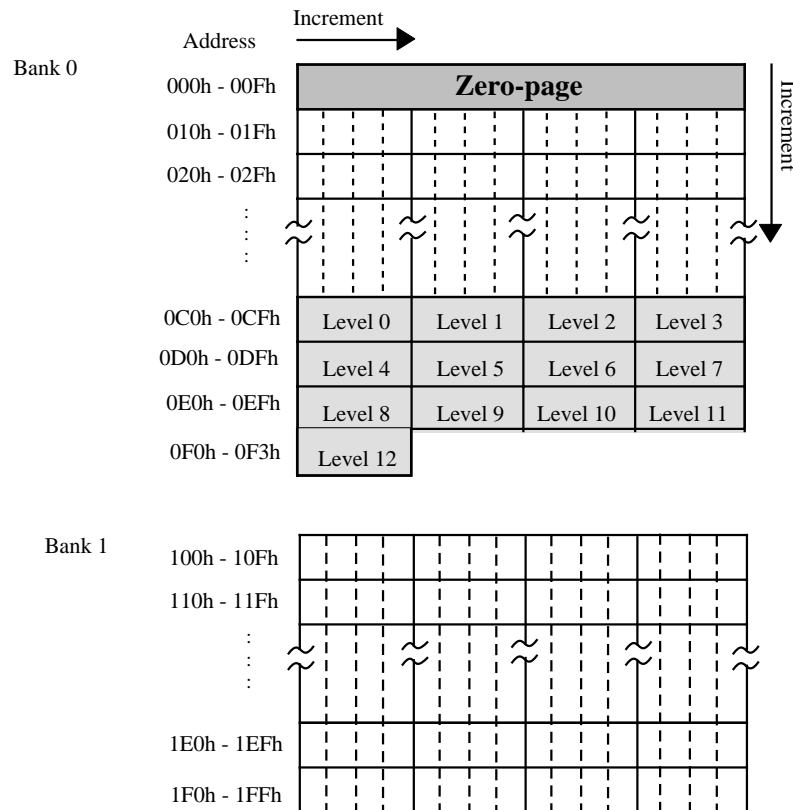 Increment
Address
Bank 0
000h - 00Fh
Zero-page
Increment
010h - 01Fh
020h - 02Fh
0C0h - 0CFh
Level 0
Level 1
Level 2
Level 3
0D0h - 0DFh
Level 4
Level 5
Level 6
Level 7
0E0h - 0EFh
Level 8
Level 9
Level 10
Level 11
0F0h - 0F3h
Level 12
Bank 1
100h - 10Fh
110h - 11Fh
1E0h - 1EFh
1F0h - 1FFh